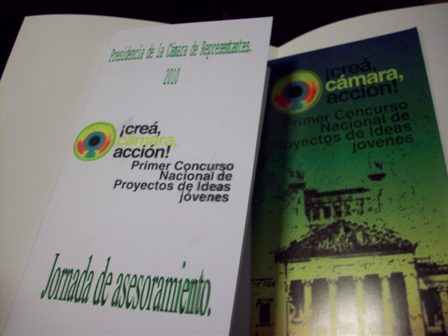 Presidencia de la Cámara de Representantes.
2010
¡creá,
cámara,
acción!
Primer Concurso
Nacional de
Proyectos de Ideas
jóvenes
Jornada de asesoramiento.
¡creá,
cámara,
acción!
Primer Concurso
Nacional de
Proyectos de Ideas
jóvenes